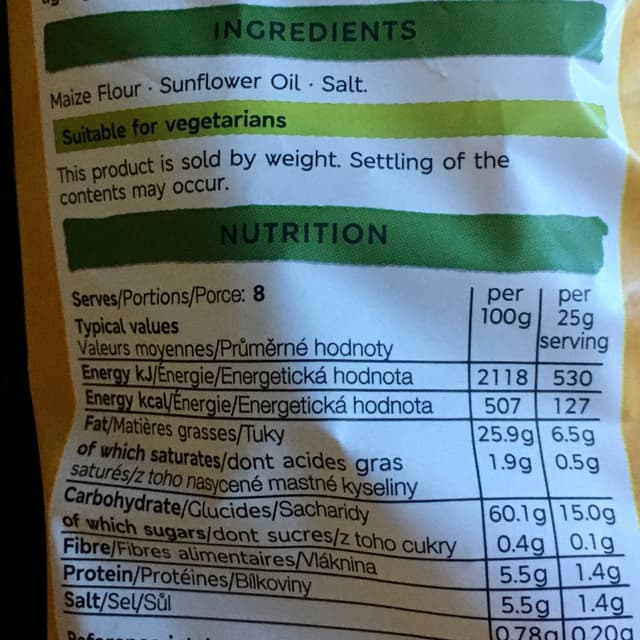 INGREDIENTS
Maize Flour · Sunflower Oil · Salt.
Suitable for vegetarians
This product is sold by weight. Settling of the
contents may occur.
NUTRITION
Serves/Portions/Porce: 8
per per
Typical values 100g 25g
Valeurs moyennes/Průměrné hodnoty serving
Energy kJ/Énergie/Energetická hodnota 2118 530
Energy kcal/Énergie/Energetická hodnota 507 127
Fat/Matières grasses/Tuky 25.9g 6.5g
of which saturates/dont acides gras 1.9g 0.5g
saturés/z toho nasycené mastné kyseliny
Carbohydrate/Glucides/Sacharidy 60.1g 15.0g
of which sugars/dont sucres/z toho cukry 0.4g 0.1g
Fibre/Fibres alimentaires/Vláknina 5.5g 1.4g
Protein/Protéines/Bílkoviny 5.5g 1.4g
Salt/Sel/Sůl 0.78g 0.20g